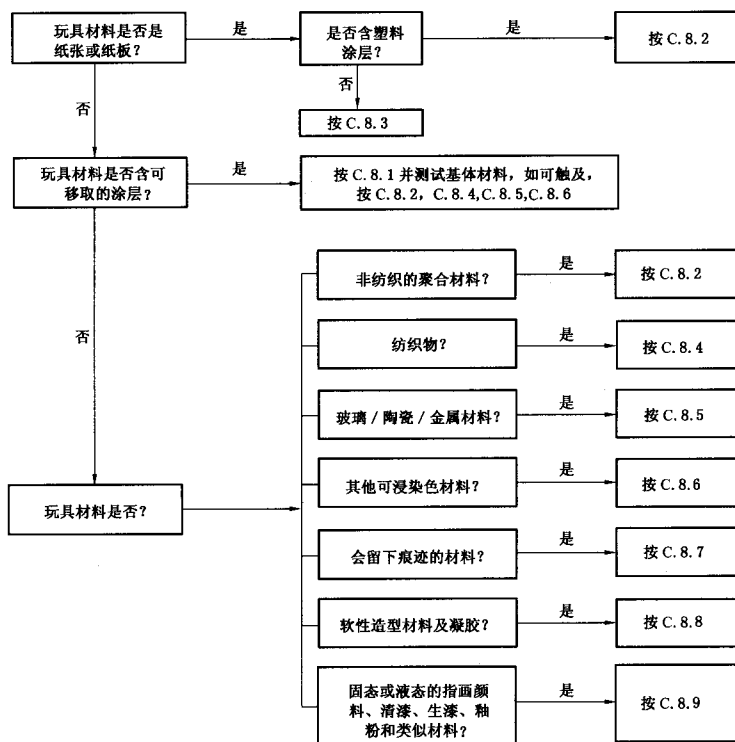 玩具材料是否是
纸张或纸板？
是
是否含塑料
涂层？
是
按 C.8.2
否
否
按 C.8.3
玩具材料是否含可
移取的涂层？
是
按 C.8.1 并测试基体材料，如可触及，
按 C.8.2，C.8.4,C.8.5,C.8.6
否
非纺织的聚合材料？
是
按 C.8.2
纺织物？
是
按 C.8.4
玻璃／陶瓷／金属材料？
是
按 C.8.5
玩具材料是否？
其他可浸染色材料？
是
按 C.8.6
会留下痕迹的材料？
是
按 C.8.7
软性造型材料及凝胶？
是
按 C.8.8
固态或液态的指画颜
料、清漆、生漆、釉
粉和类似材料？
是
按 C.8.9